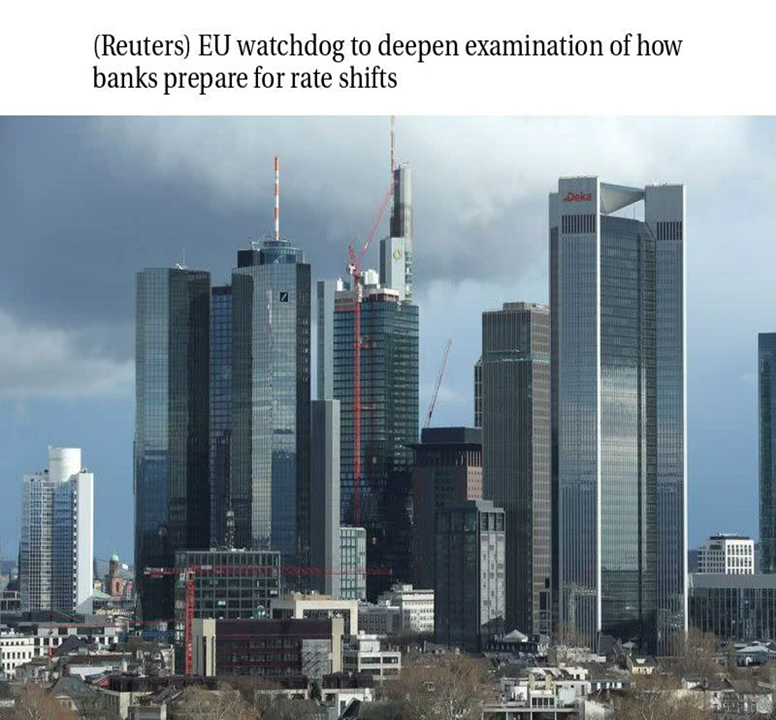 (Reuters) EU watchdog to deepen examination of how
banks prepare for rate shifts
Deka